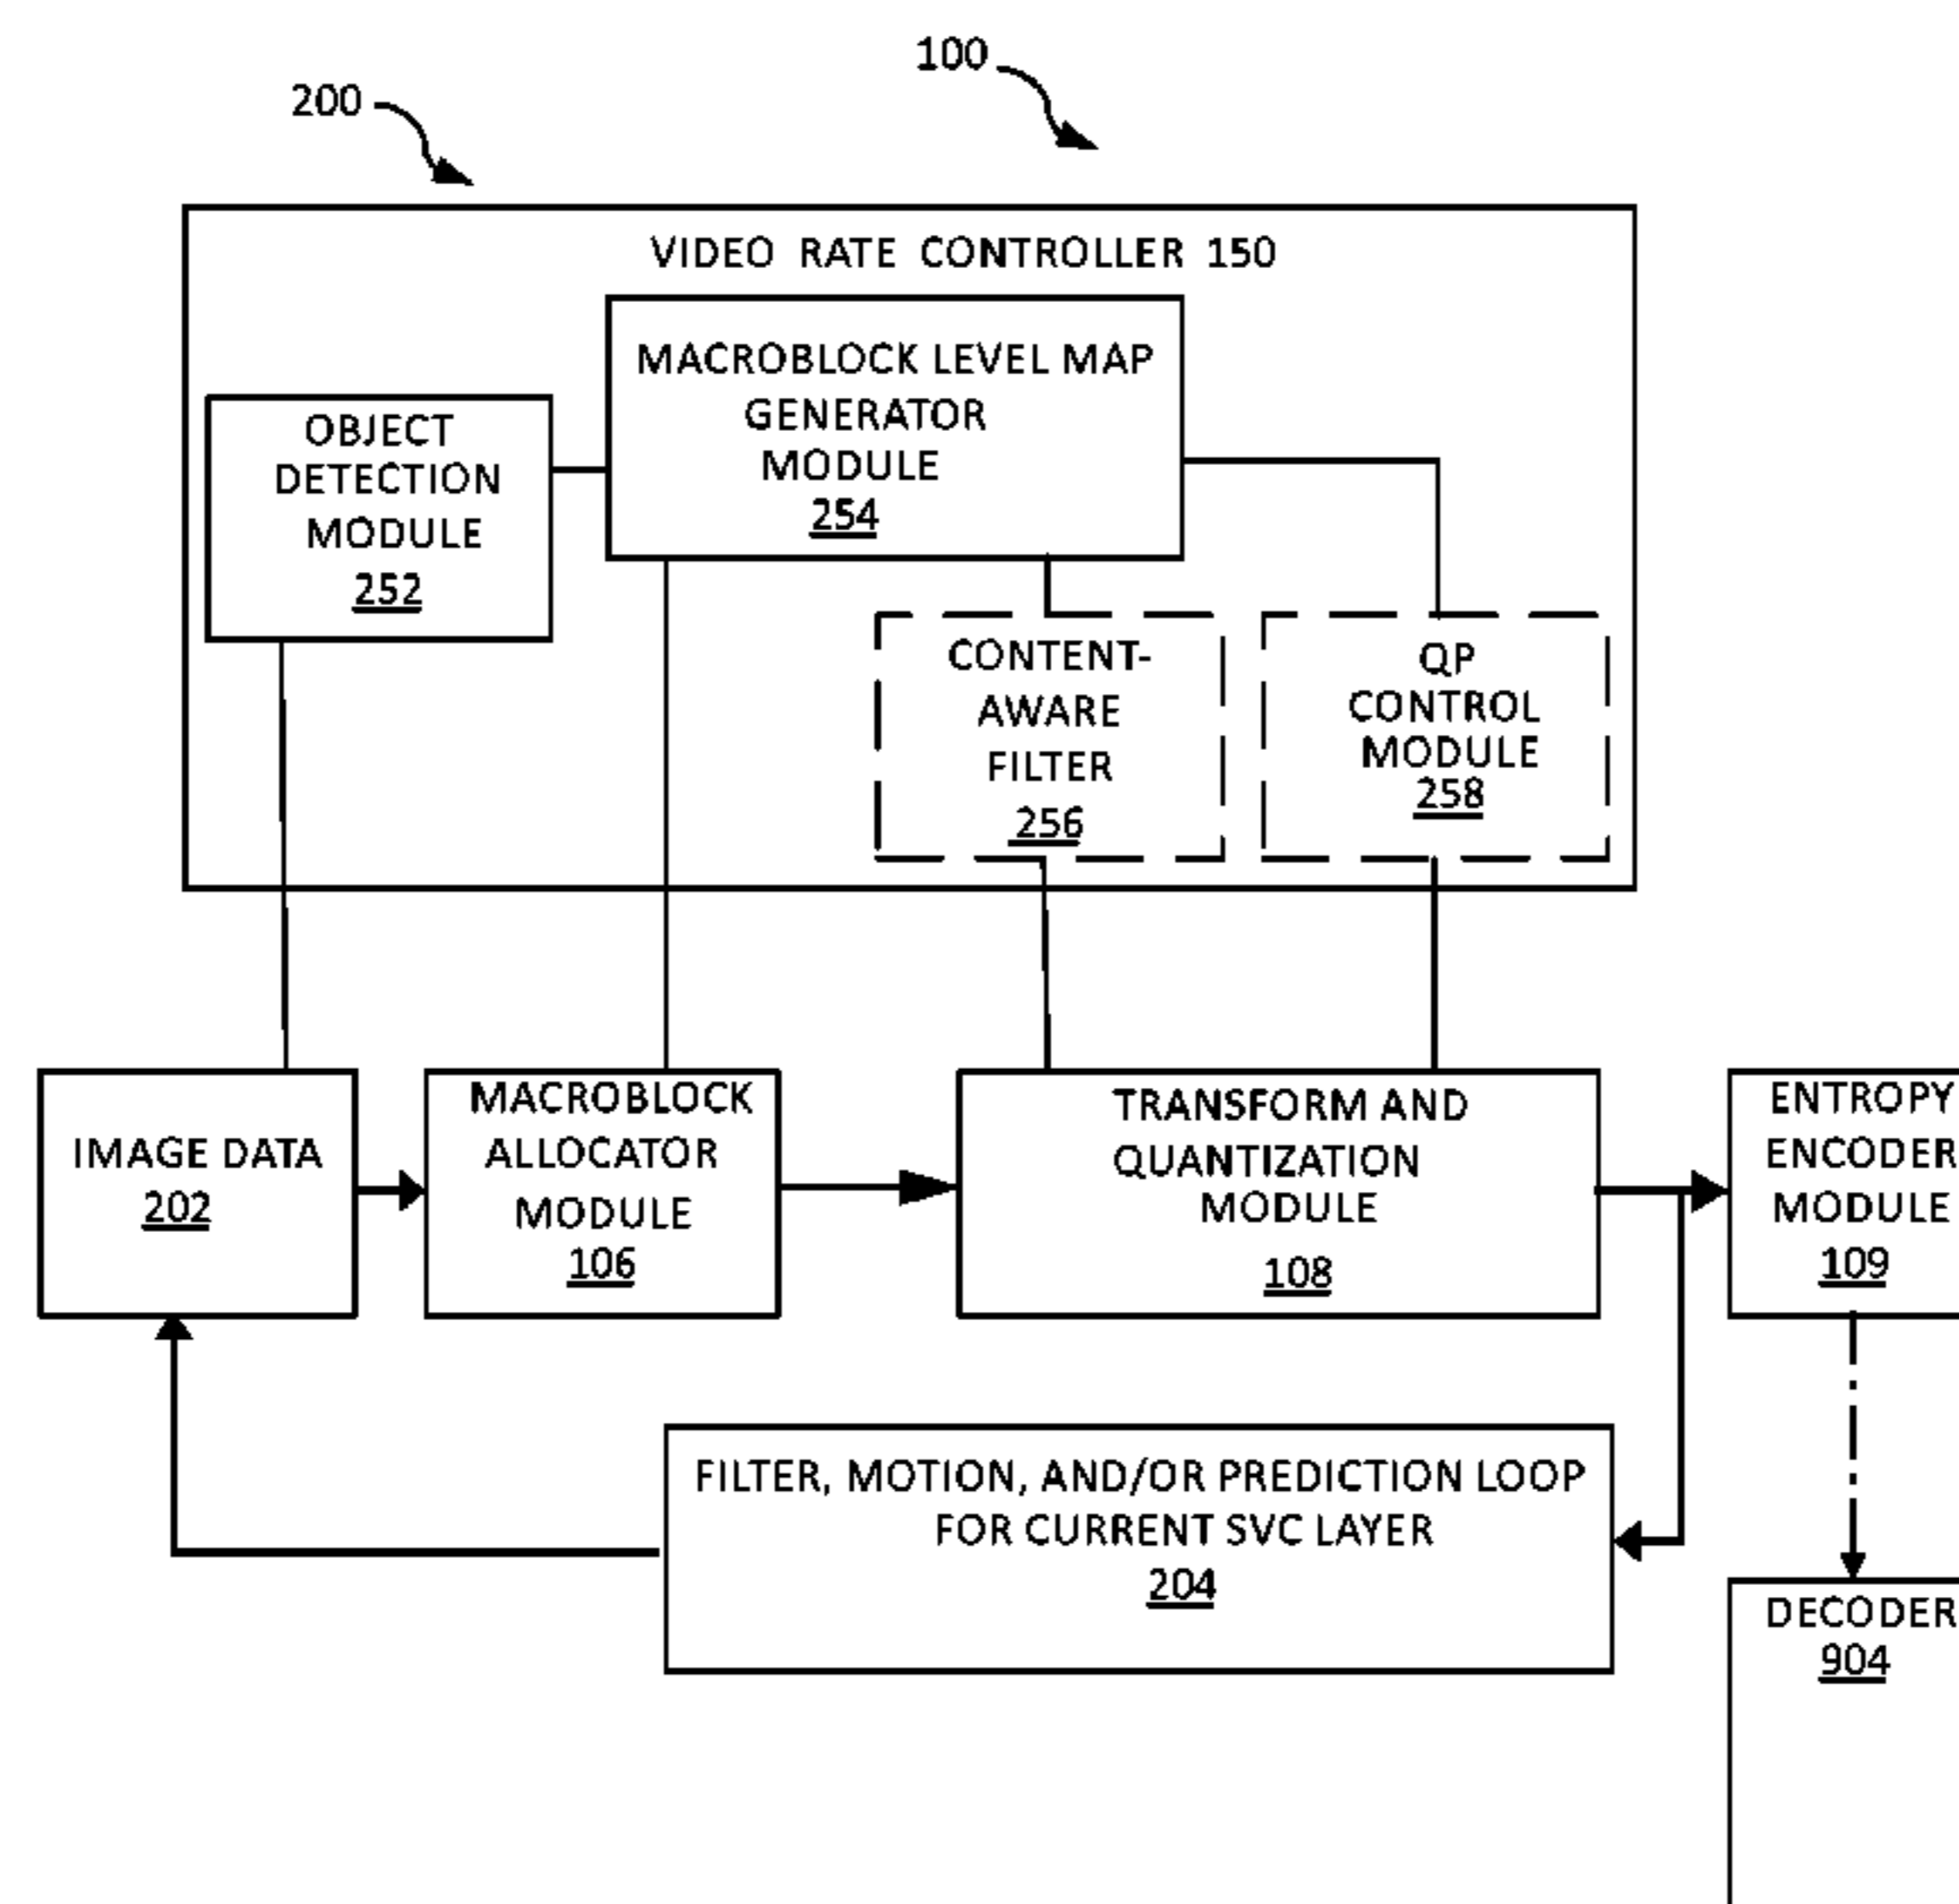 100
200
VIDEO RATE CONTROLLER 150
MACROBLOCK LEVEL MAP
GENERATOR
MODULE
254
OBJECT
DETECTION
MODULE
252
CONTENT-
AWARE
FILTER
256
QP
CONTROL
MODULE
258
IMAGE DATA
202
MACROBLOCK
ALLOCATOR
MODULE
106
TRANSFORM AND
QUANTIZATION
MODULE
108
ENTROPY
ENCODER
MODULE
109
FILTER, MOTION, AND/OR PREDICTION LOOP
FOR CURRENT SVC LAYER
204
DECODER
904